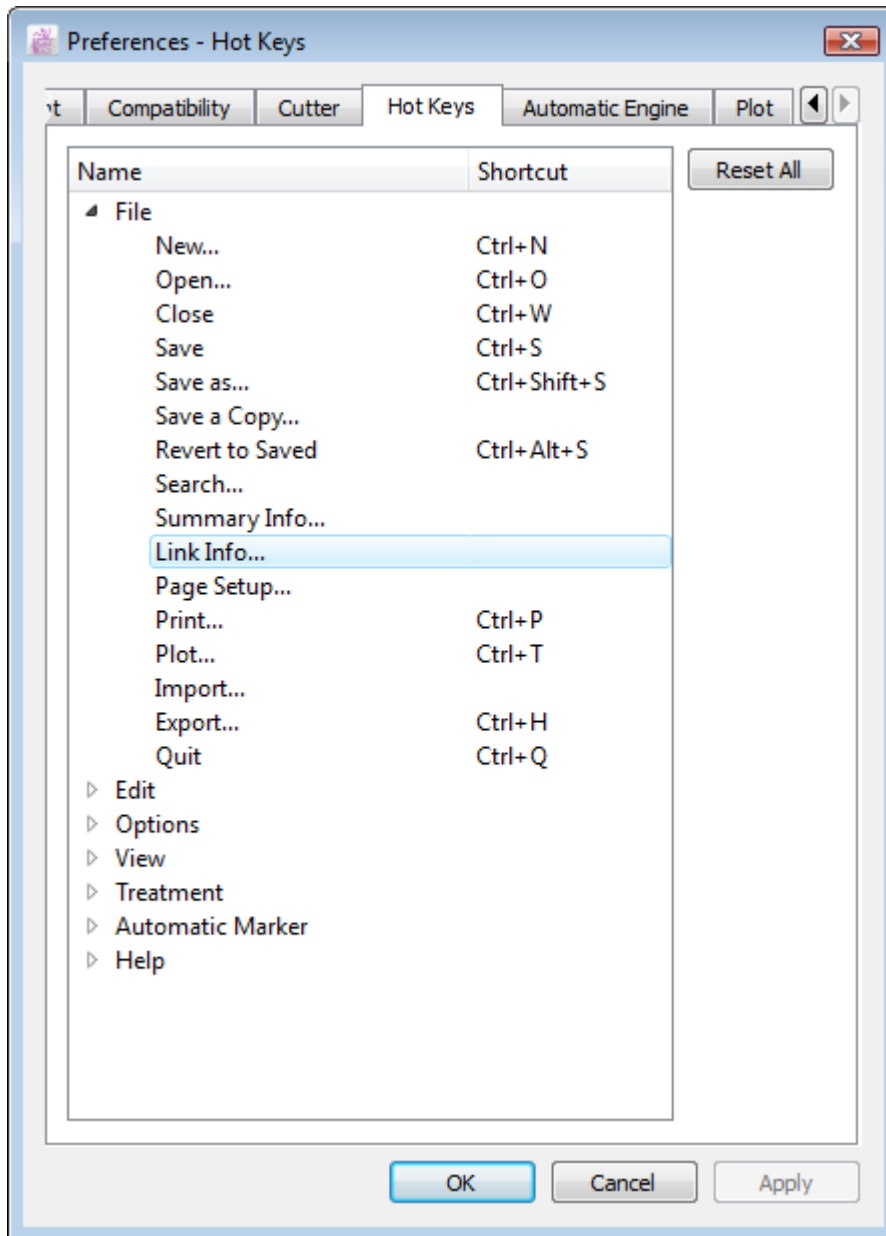 Preferences - Hot Keys
Compatibility Cutter Hot Keys Automatic Engine Plot
Name Shortcut Reset All
File
New... Ctrl+N
Open... Ctrl+O
Close Ctrl+W
Save Ctrl+S
Save as... Ctrl+Shift+S
Save a Copy...
Revert to Saved Ctrl+Alt+S
Search...
Summary Info...
Link Info...
Page Setup...
Print... Ctrl+P
Plot... Ctrl+T
Import...
Export... Ctrl+H
Quit Ctrl+Q
Edit
Options
View
Treatment
Automatic Marker
Help
OK Cancel Apply